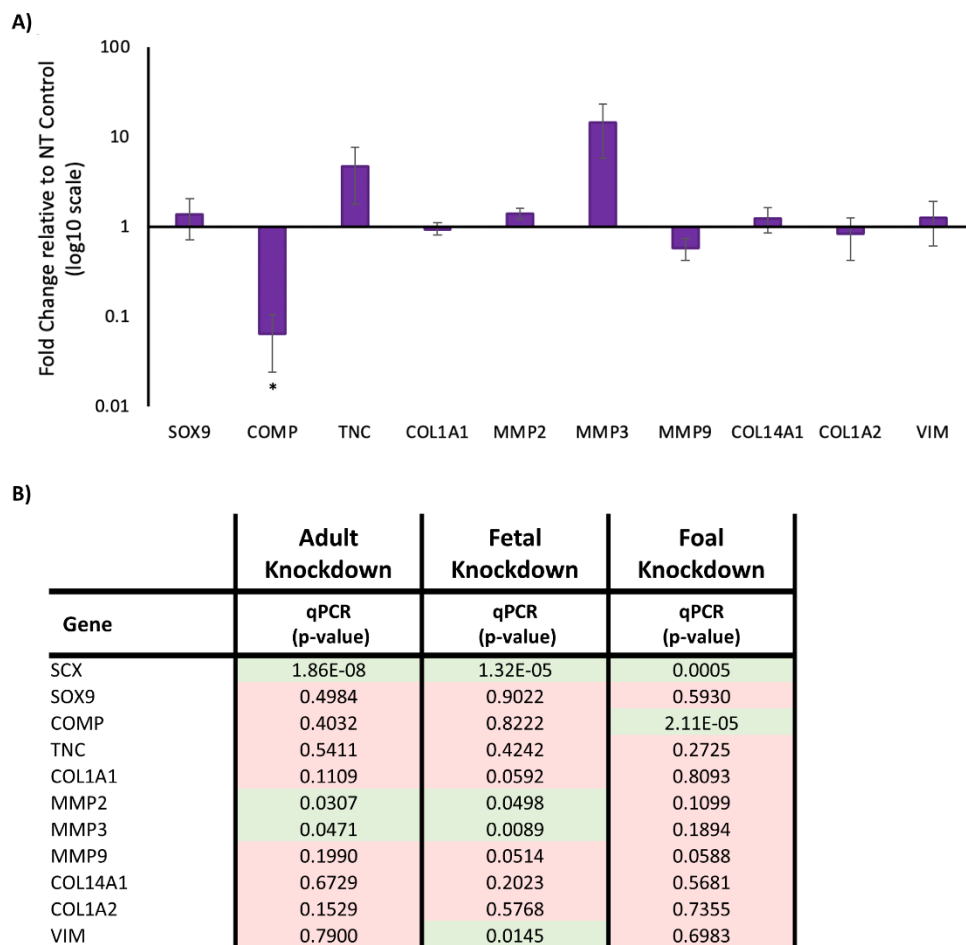 A)
Fold Change relative to NT Control
(log10 scale)
100
10
1
0.1
0.01
*
SOX9 COMP TNC COL1A1 MMP2 MMP3 MMP9 COL14A1 COL1A2 VIM
B)
Adult Knockdown Fetal Knockdown Foal Knockdown
Gene qPCR (p-value) qPCR (p-value) qPCR (p-value)
SCX 1.86E-08 1.32E-05 0.0005
SOX9 0.4984 0.9022 0.5930
COMP 0.4032 0.8222 2.11E-05
TNC 0.5411 0.4242 0.2725
COL1A1 0.1109 0.0592 0.8093
MMP2 0.0307 0.0498 0.1099
MMP3 0.0471 0.0089 0.1894
MMP9 0.1990 0.0514 0.0588
COL14A1 0.6729 0.2023 0.5681
COL1A2 0.1529 0.5768 0.7355
VIM 0.7900 0.0145 0.6983